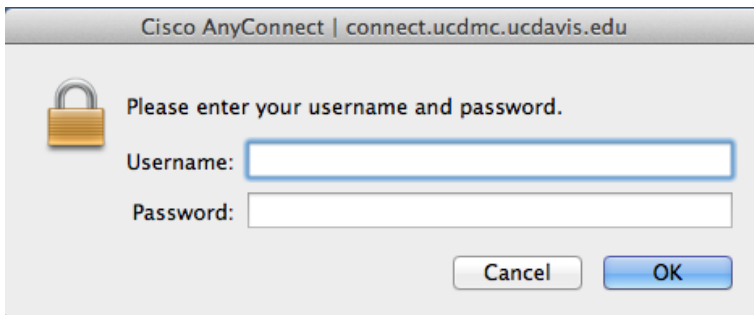 Cisco AnyConnect | connect.ucdmc.ucdavis.edu
Please enter your username and password.
Username:
Password:
Cancel OK